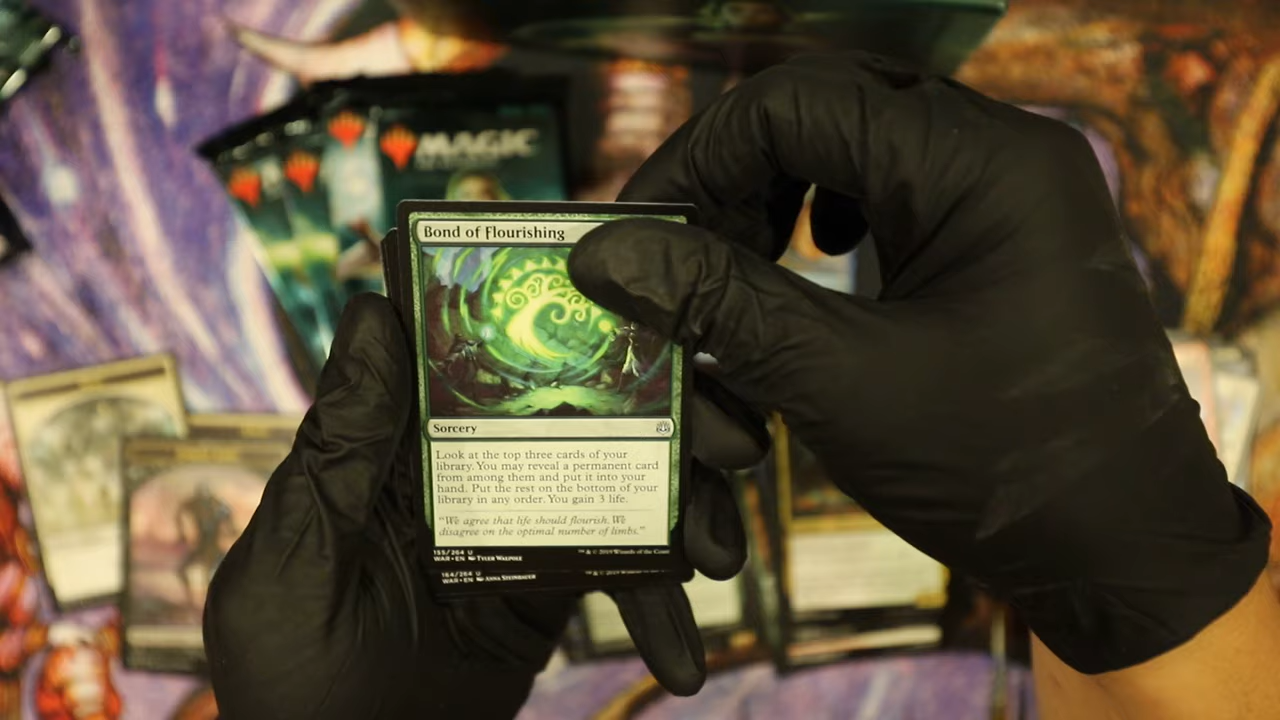 MAGIC
Bond of Flourishing
Sorcery
Look at the top three cards of your
library. You may reveal a permanent card
from among them and put it into your
hand. Put the rest on the bottom of your
library in any order. You gain 3 life.
"We agree that life should flourish. We
disagree on the optimal number of limbs."
155/264 U
WAR • EN Tyler Walpole
™ & © 2019 Wizards of the Coast
164/264 U
WAR • EN Anna Steinbauer